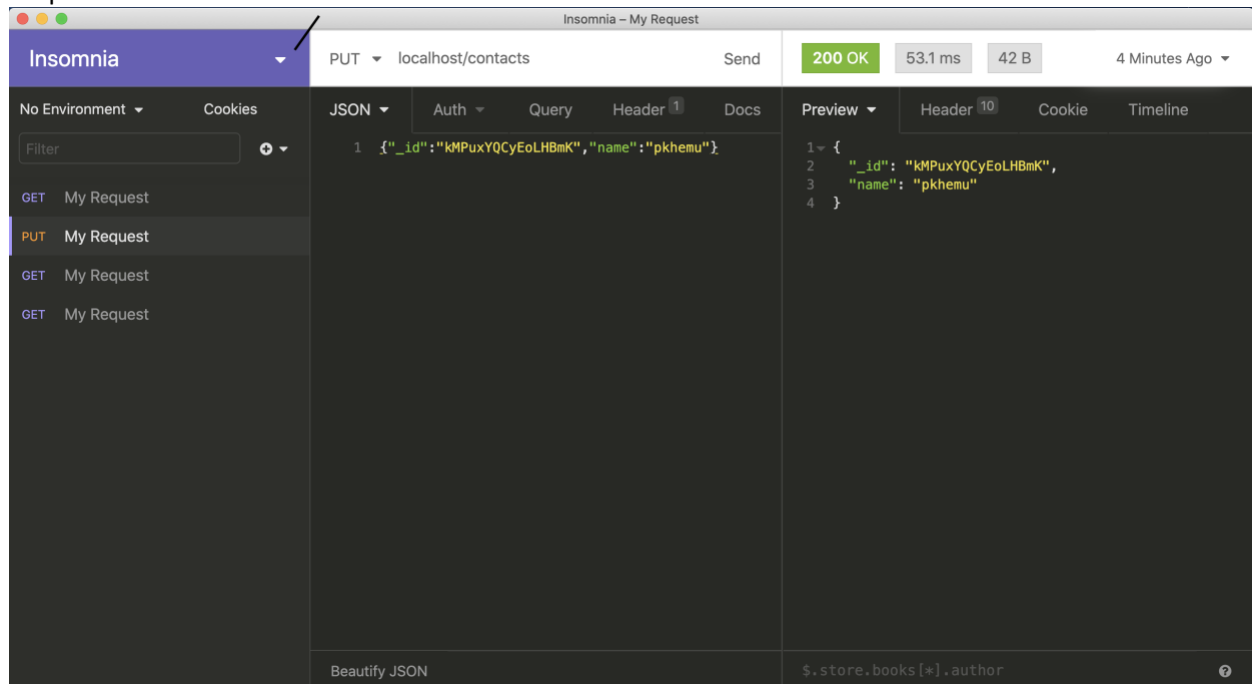 Insomnia – My Request
Insomnia
PUT localhost/contacts Send
200 OK 53.1 ms 42 B 4 Minutes Ago
No Environment Cookies
JSON Auth Query Header 1 Docs
Preview Header 10 Cookie Timeline
Filter
1 {"_id":"kMPuxYQCyEoLHBmK","name":"pkhemu"}
1 {
2 "_id": "kMPuxYQCyEoLHBmK",
3 "name": "pkhemu"
4 }
GET My Request
PUT My Request
GET My Request
GET My Request
Beautify JSON
$.store.books[*].author